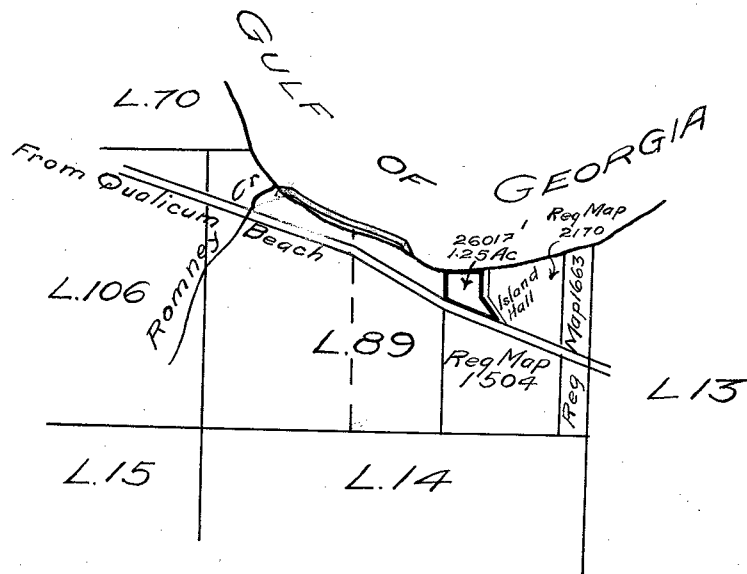 GULF
OF
GEORGIA
L.70
From Qualicum
Beach
Romney Cr
L.106
26017'
1.25 Ac
Reg Map
2170
Island
Hall
Reg Map 1663
L.89
Reg Map
1504
L 13
L.15
L.14